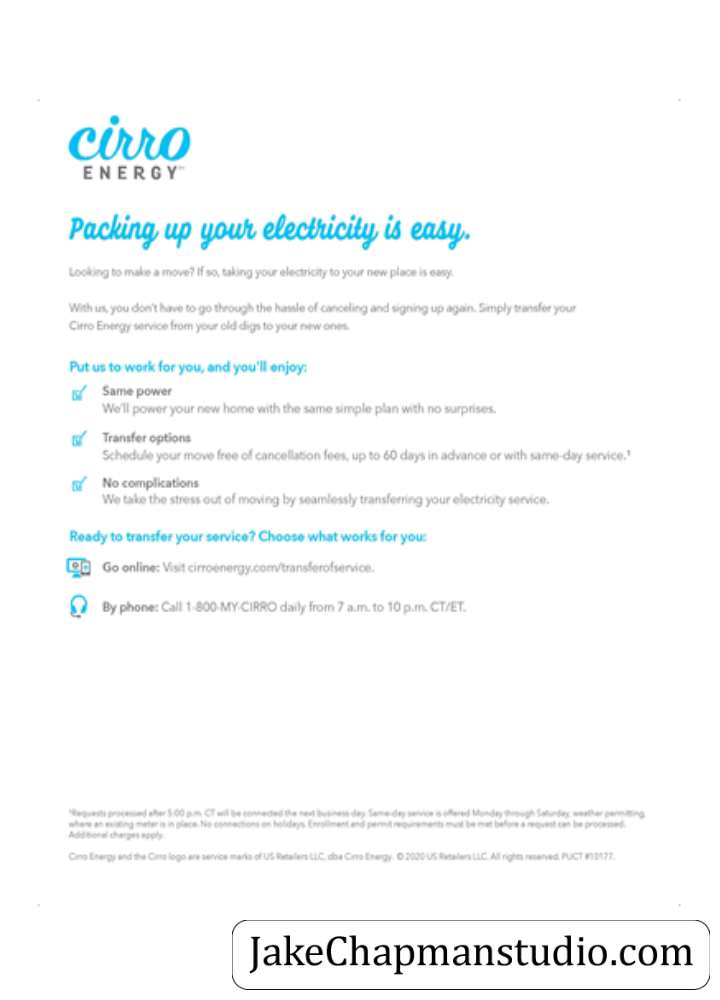 cirro
ENERGY
Packing up your electricity is easy.
Looking to make a move? If so, taking your electricity to your new place is easy.
With us, you don't have to go through the hassle of canceling and signing up again. Simply transfer your
Cirro Energy service from your old digs to your new ones.
Put us to work for you, and you'll enjoy:
Same power
We'll power your new home with the same simple plan with no surprises.
Transfer options
Schedule your move free of cancellation fees, up to 60 days in advance or with same-day service.¹
No complications
We take the stress out of moving by seamlessly transferring your electricity service.
Ready to transfer your service? Choose what works for you:
Go online: Visit cirroenergy.com/transferofservice.
By phone: Call 1-800-MY-CIRRO daily from 7 a.m. to 10 p.m. CT/ET.
¹Requests processed after 5:00 p.m. CT will be connected the next business day. Same-day service is offered Monday through Saturday, weather permitting,
where an existing meter is in place. No connections on holidays. Enrollment and permit requirements must be met before a request can be processed.
Additional charges apply.
Cirro Energy and the Cirro logo are service marks of US Retailers LLC, dba Cirro Energy. © 2020 US Retailers LLC. All rights reserved. PUCT #10177.
JakeChapmanstudio.com